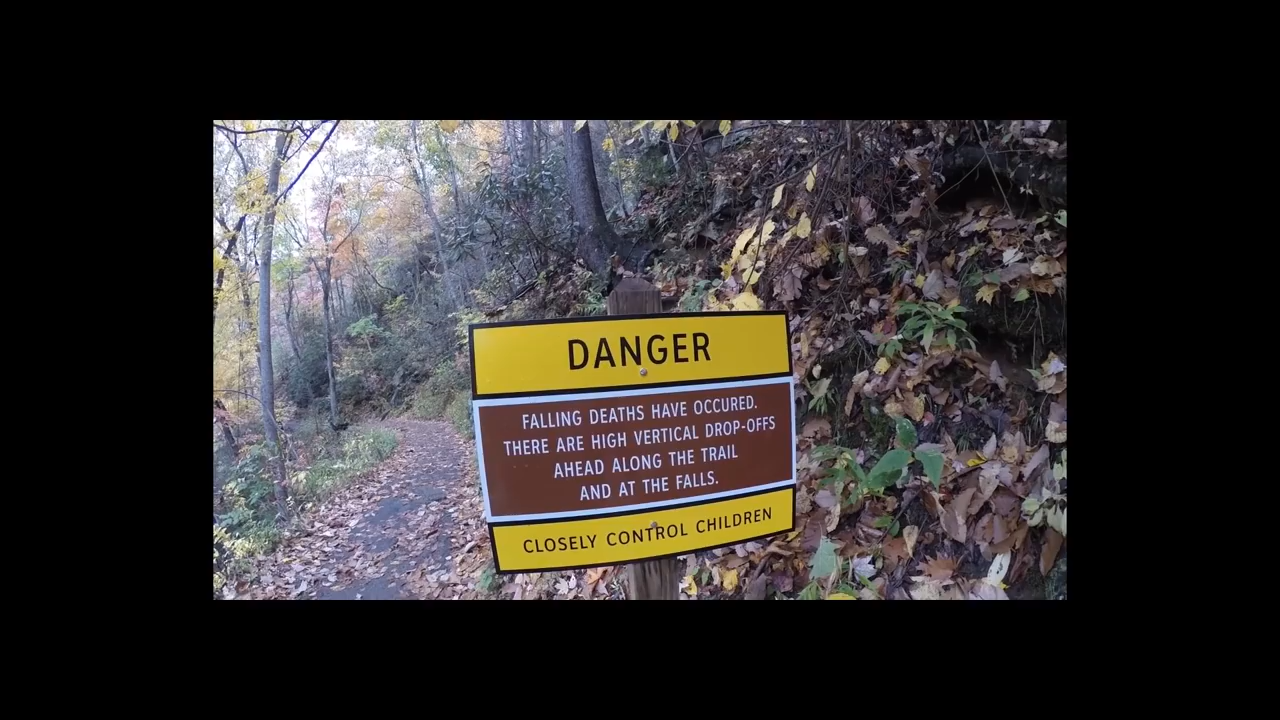 DANGER
FALLING DEATHS HAVE OCCURED.
THERE ARE HIGH VERTICAL DROP-OFFS
AHEAD ALONG THE TRAIL
AND AT THE FALLS.
CLOSELY CONTROL CHILDREN